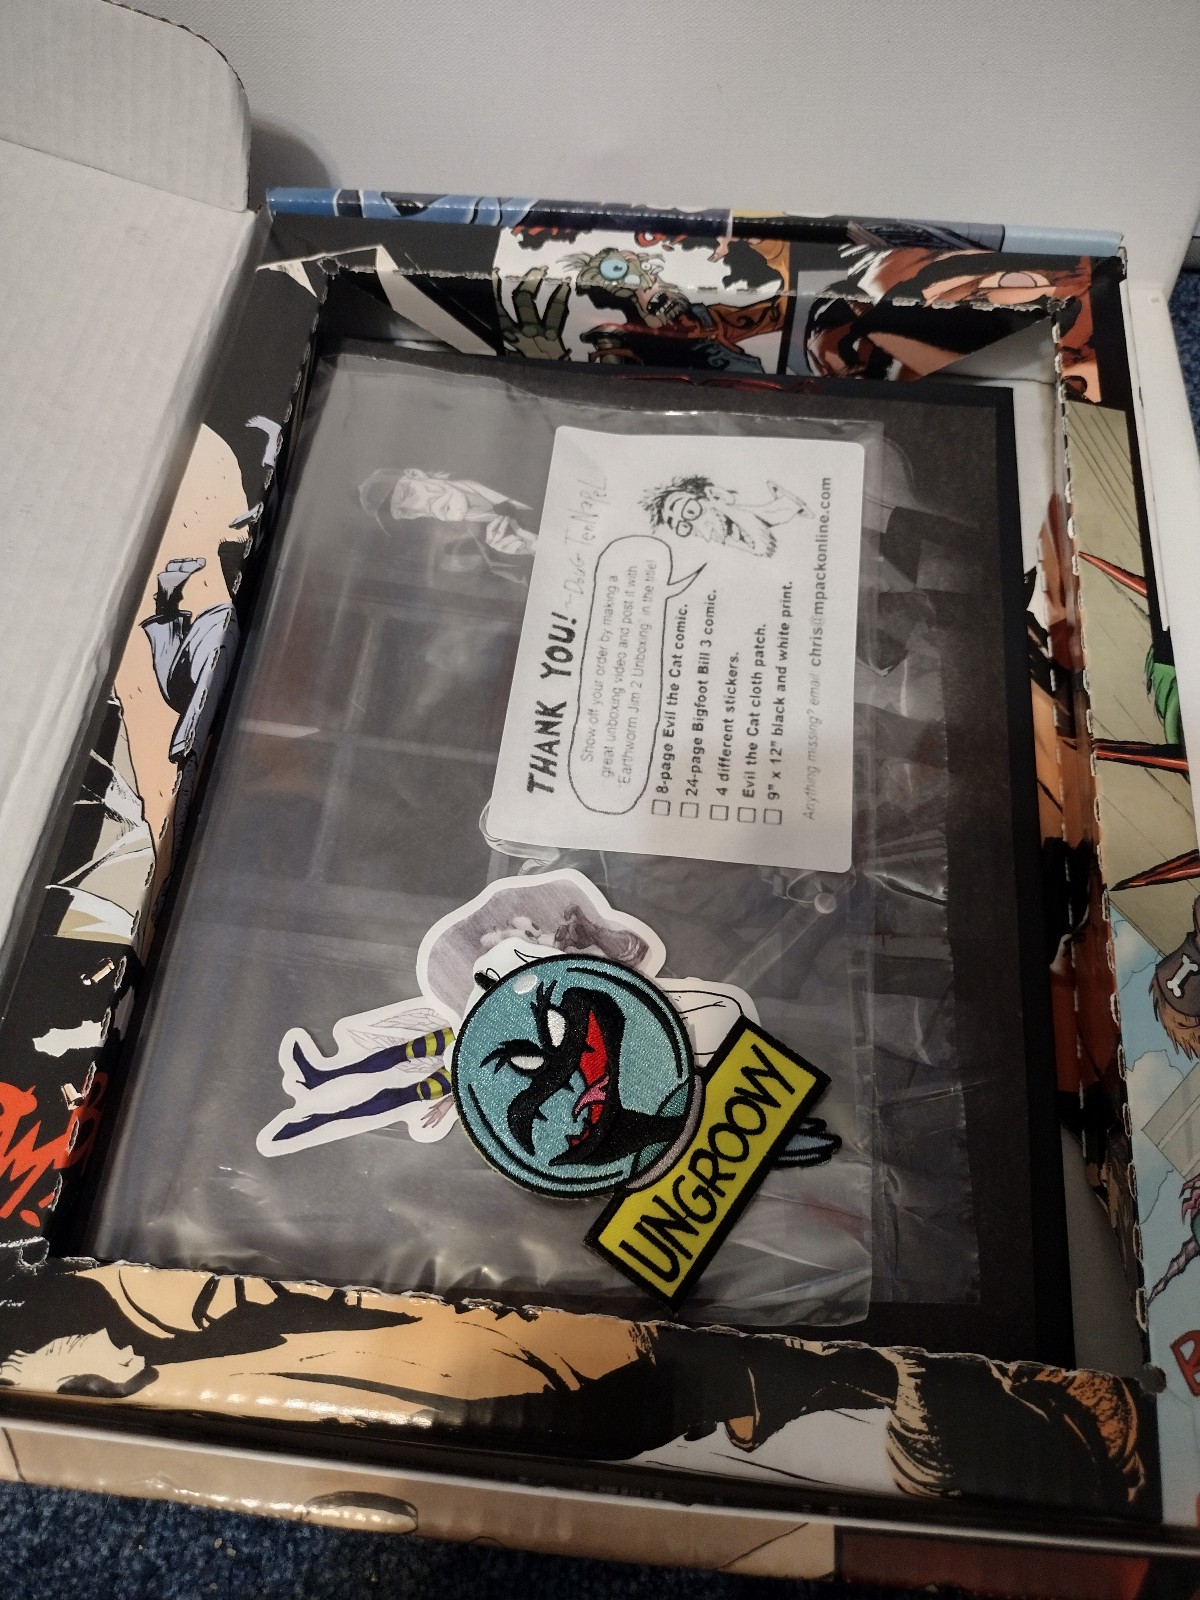 THANK YOU! ~DOUG TENNAPEL
Show off your order by making a
great unboxing video and post it with
"Earthworm Jim 2 Unboxing" in the title!
8-page Evil the Cat comic.
24-page Bigfoot Bill 3 comic.
4 different stickers.
Evil the Cat cloth patch.
9" x 12" black and white print.
Anything missing? email chris@mpackonline.com
UNGROOVY